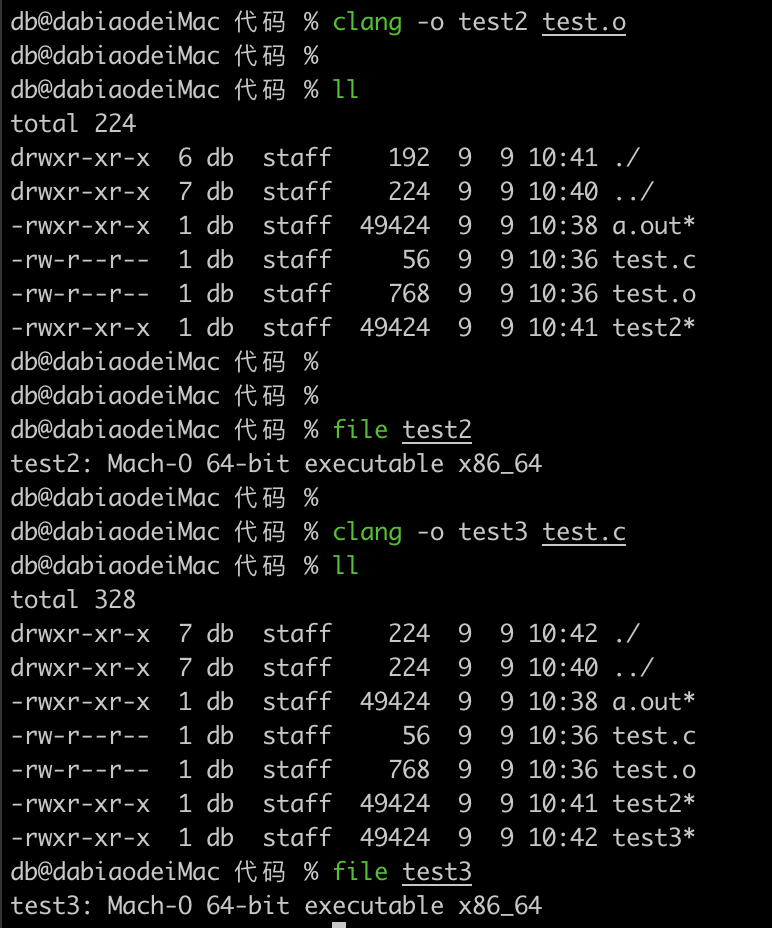 db@dabiaodeiMac 代码 % clang -o test2 test.o
db@dabiaodeiMac 代码 %
db@dabiaodeiMac 代码 % ll
total 224
drwxr-xr-x  6 db  staff    192  9  9 10:41 ./
drwxr-xr-x  7 db  staff    224  9  9 10:40 ../
-rwxr-xr-x  1 db  staff  49424  9  9 10:38 a.out*
-rw-r--r--  1 db  staff     56  9  9 10:36 test.c
-rw-r--r--  1 db  staff    768  9  9 10:36 test.o
-rwxr-xr-x  1 db  staff  49424  9  9 10:41 test2*
db@dabiaodeiMac 代码 %
db@dabiaodeiMac 代码 %
db@dabiaodeiMac 代码 % file test2
test2: Mach-O 64-bit executable x86_64
db@dabiaodeiMac 代码 %
db@dabiaodeiMac 代码 % clang -o test3 test.c
db@dabiaodeiMac 代码 % ll
total 328
drwxr-xr-x  7 db  staff    224  9  9 10:42 ./
drwxr-xr-x  7 db  staff    224  9  9 10:40 ../
-rwxr-xr-x  1 db  staff  49424  9  9 10:38 a.out*
-rw-r--r--  1 db  staff     56  9  9 10:36 test.c
-rw-r--r--  1 db  staff    768  9  9 10:36 test.o
-rwxr-xr-x  1 db  staff  49424  9  9 10:41 test2*
-rwxr-xr-x  1 db  staff  49424  9  9 10:42 test3*
db@dabiaodeiMac 代码 % file test3
test3: Mach-O 64-bit executable x86_64